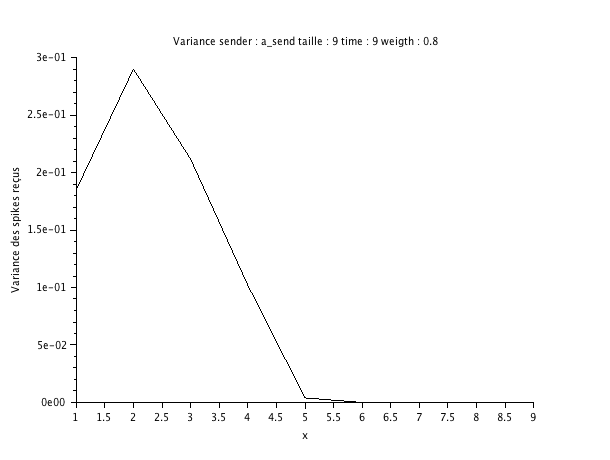 Variance sender : a_send taille : 9 time : 9 weigth : 0.8
3e-01
2.5e-01
2e-01
1.5e-01
1e-01
5e-02
0e00
Variance des spikes reçus
1 1.5 2 2.5 3 3.5 4 4.5 5 5.5 6 6.5 7 7.5 8 8.5 9
x